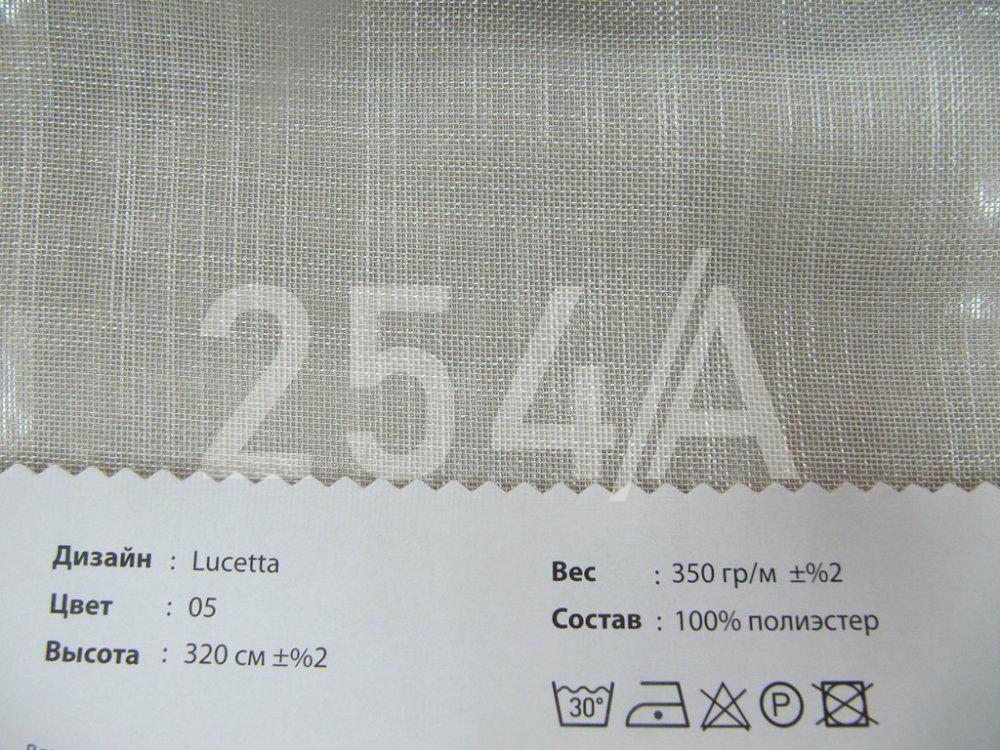 254/A
Дизайн : Lucetta
Цвет : 05
Высота : 320 см ±%2
Вес : 350 гр/м ±%2
Состав : 100% полиэстер
30°
P